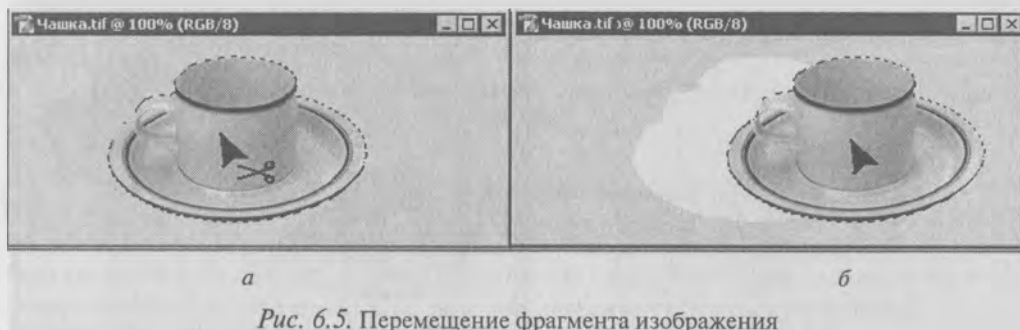 Чашка.tif @ 100% (RGB/8)
Чашка.tif @ 100% (RGB/8)
а
б
Рис. 6.5. Перемещение фрагмента изображения